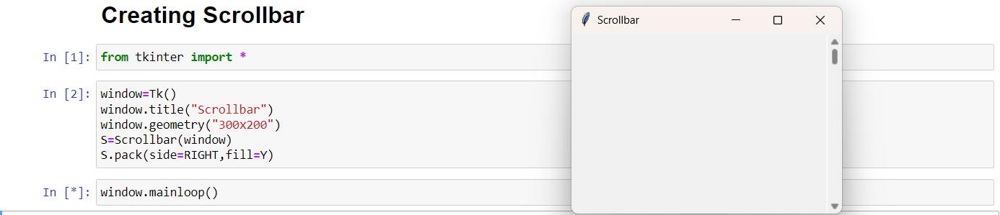 Creating Scrollbar
Scrollbar
In [1]: from tkinter import *
In [2]: window=Tk()
window.title("Scrollbar")
window.geometry("300x200")
S=Scrollbar(window)
S.pack(side=RIGHT,fill=Y)
In [*]: window.mainloop()